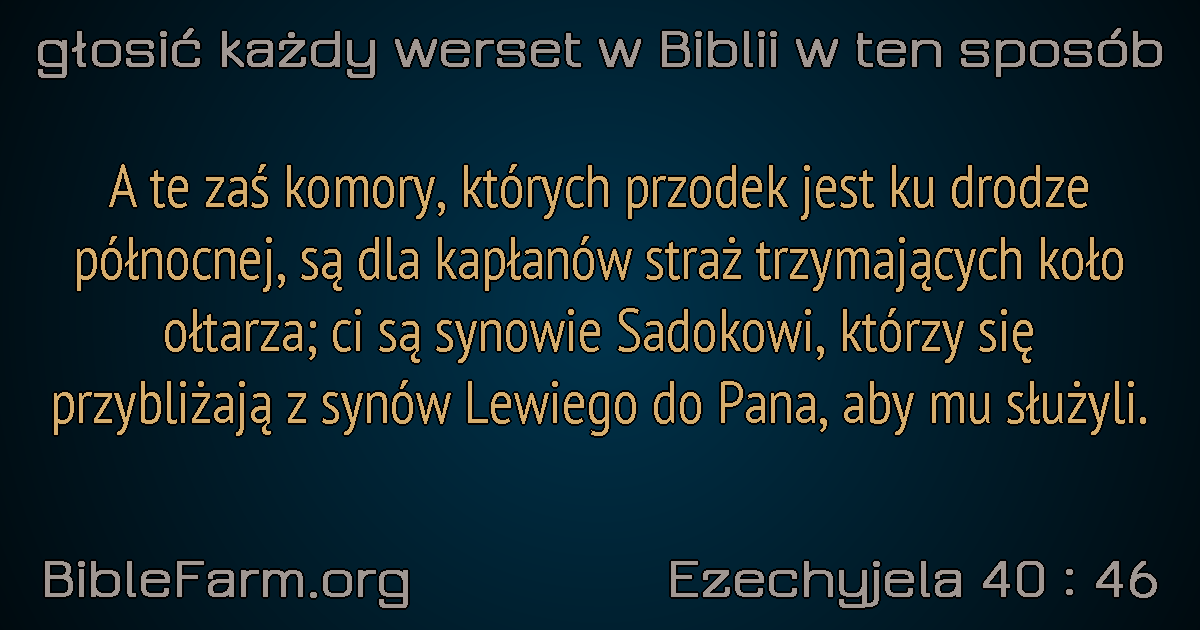 głosić każdy werset w Biblii w ten sposób
A te zaś komory, których przodek jest ku drodze
północnej, są dla kapłanów straż trzymających koło
ołtarza; ci są synowie Sadokowi, którzy się
przybliżają z synów Lewiego do Pana, aby mu służyli.
BibleFarm.org
Ezechyjela 40 : 46